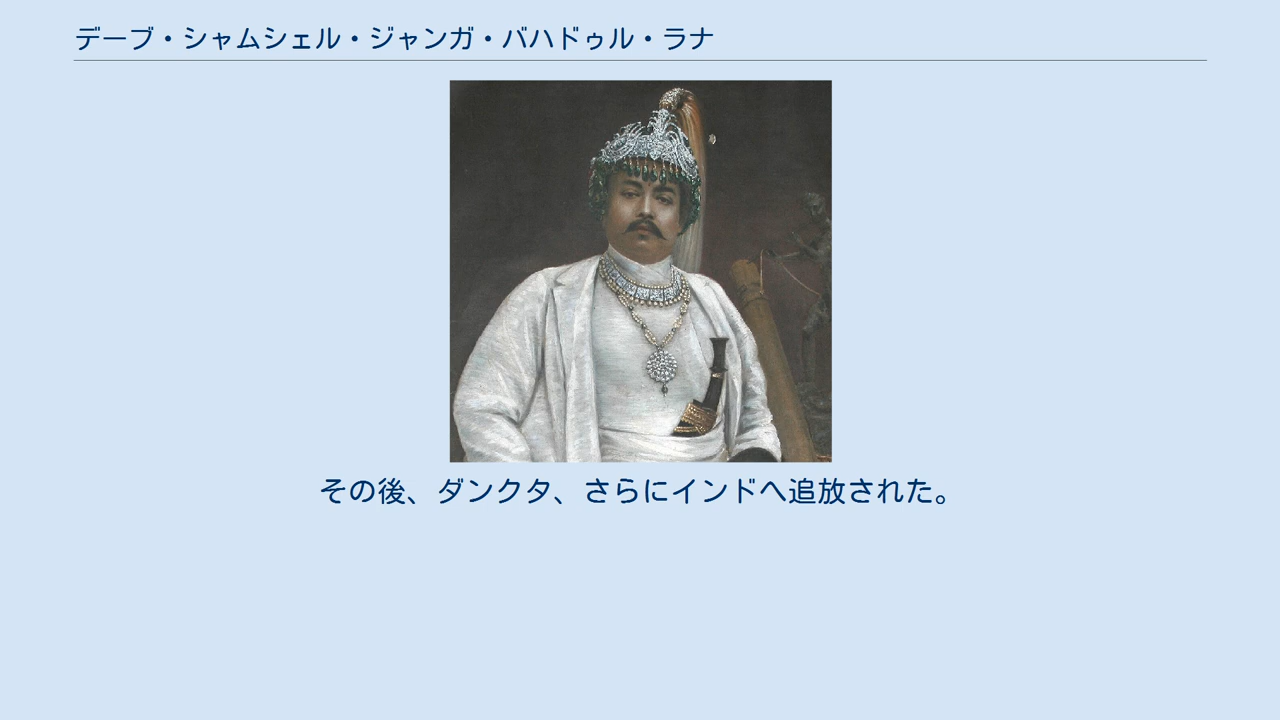 デーブ・シャムシェル・ジャンガ・バハドゥル・ラナ
その後、ダンクタ、さらにインドへ追放された。